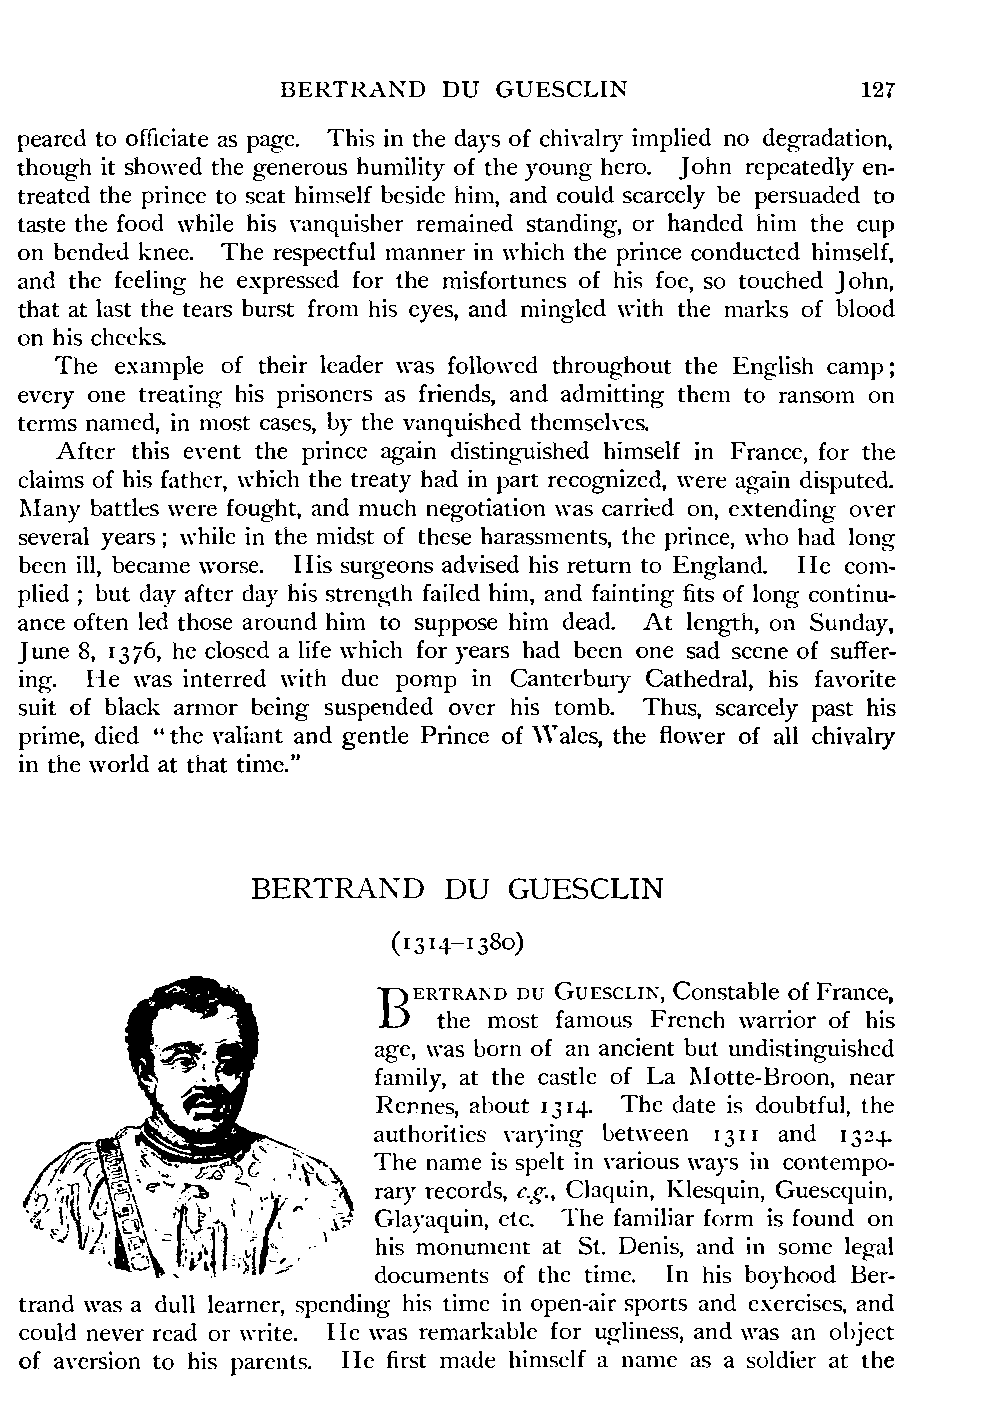 BERTRAND DU GUESCLIN 127
peared to officiate as page. This in the days of chivalry implied no degradation,
though it showed the generous humility of the young hero. John repeatedly en-
treated the prince to seat himself beside him, and could scarcely be persuaded to
taste the food while his vanquisher remained standing, or handed him the cup
on bended knee. The respectful manner in which the prince conducted himself,
and the feeling he expressed for the misfortunes of his foe, so touched John,
that at last the tears burst from his eyes, and mingled with the marks of blood
on his cheeks.
The example of their leader was followed throughout the English camp;
every one treating his prisoners as friends, and admitting them to ransom on
terms named, in most cases, by the vanquished themselves.
After this event the prince again distinguished himself in France, for the
claims of his father, which the treaty had in part recognized, were again disputed.
Many battles were fought, and much negotiation was carried on, extending over
several years; while in the midst of these harassments, the prince, who had long
been ill, became worse. His surgeons advised his return to England. He com-
plied; but day after day his strength failed him, and fainting fits of long continu-
ance often led those around him to suppose him dead. At length, on Sunday,
June 8, 1376, he closed a life which for years had been one sad scene of suffer-
ing. He was interred with due pomp in Canterbury Cathedral, his favorite
suit of black armor being suspended over his tomb. Thus, scarcely past his
prime, died "the valiant and gentle Prince of Wales, the flower of all chivalry
in the world at that time."
BERTRAND DU GUESCLIN
(1314–1380)
BERTRAND DU GUESCLIN, Constable of France,
the most famous French warrior of his
age, was born of an ancient but undistinguished
family, at the castle of La Motte-Broon, near
Rennes, about 1314. The date is doubtful, the
authorities varying between 1311 and 1324.
The name is spelt in various ways in contempo-
rary records, e.g., Claquin, Klesquin, Guescquin,
Glayaquin, etc. The familiar form is found on
his monument at St. Denis, and in some legal
documents of the time. In his boyhood Ber-
trand was a dull learner, spending his time in open-air sports and exercises, and
could never read or write. He was remarkable for ugliness, and was an object
of aversion to his parents. He first made himself a name as a soldier at the